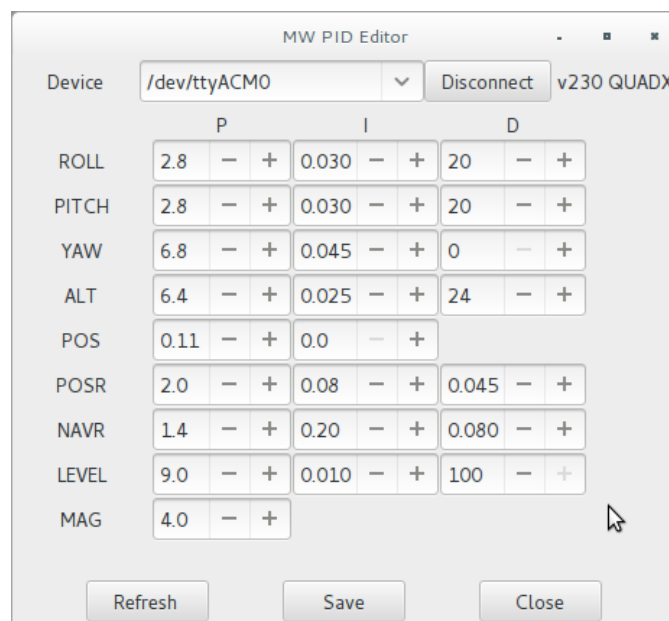 MW PID Editor
Device /dev/ttyACM0 Disconnect v230 QUADX
P I D
ROLL 2.8 − + 0.030 − + 20 − +
PITCH 2.8 − + 0.030 − + 20 − +
YAW 6.8 − + 0.045 − + 0 − +
ALT 6.4 − + 0.025 − + 24 − +
POS 0.11 − + 0.0 − +
POSR 2.0 − + 0.08 − + 0.045 − +
NAVR 1.4 − + 0.20 − + 0.080 − +
LEVEL 9.0 − + 0.010 − + 100 − +
MAG 4.0 − +
Refresh Save Close